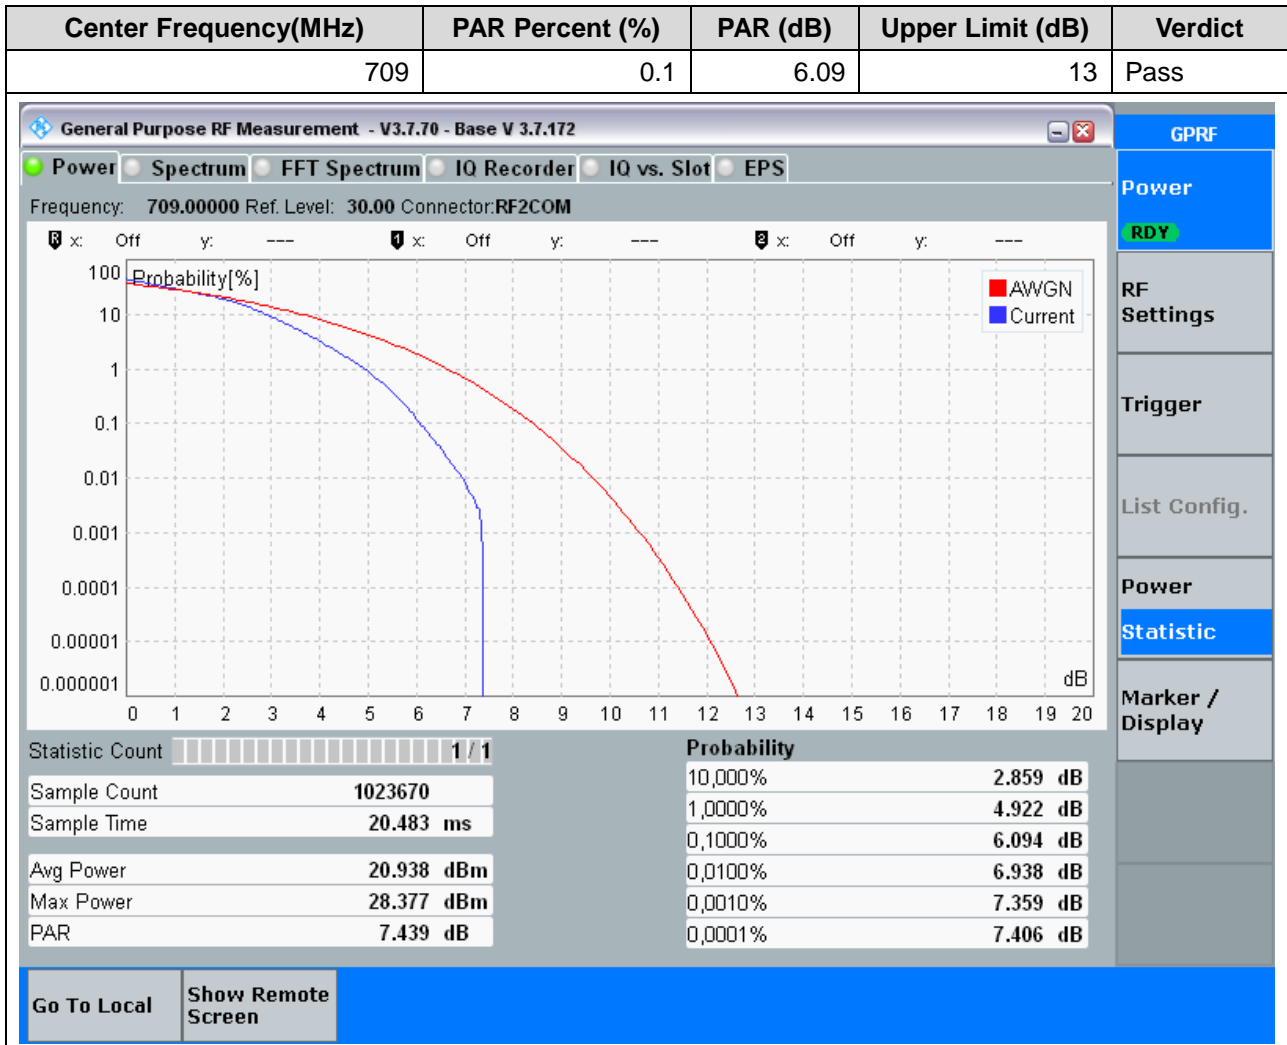 Center Frequency(MHz) PAR Percent (%) PAR (dB) Upper Limit (dB) Verdict
709 0.1 6.09 13 Pass
General Purpose RF Measurement - V3.7.70 - Base V 3.7.172
GPRF
Power Spectrum FFT Spectrum IQ Recorder IQ vs. Slot EPS
Frequency: 709.00000 Ref. Level: 30.00 Connector:RF2COM
R x: Off y: --- 1 x: Off y: --- 2 x: Off y: ---
Probability[%]
AWGN
Current
100
10
1
0.1
0.01
0.001
0.0001
0.00001
0.000001
dB
0 1 2 3 4 5 6 7 8 9 10 11 12 13 14 15 16 17 18 19 20
Statistic Count 1 / 1
Sample Count 1023670
Sample Time 20.483 ms
Avg Power 20.938 dBm
Max Power 28.377 dBm
PAR 7.439 dB
Probability
10,000% 2.859 dB
1,0000% 4.922 dB
0,1000% 6.094 dB
0,0100% 6.938 dB
0,0010% 7.359 dB
0,0001% 7.406 dB
Power
RDY
RF
Settings
Trigger
List Config.
Power
Statistic
Marker /
Display
Go To Local
Show Remote
Screen